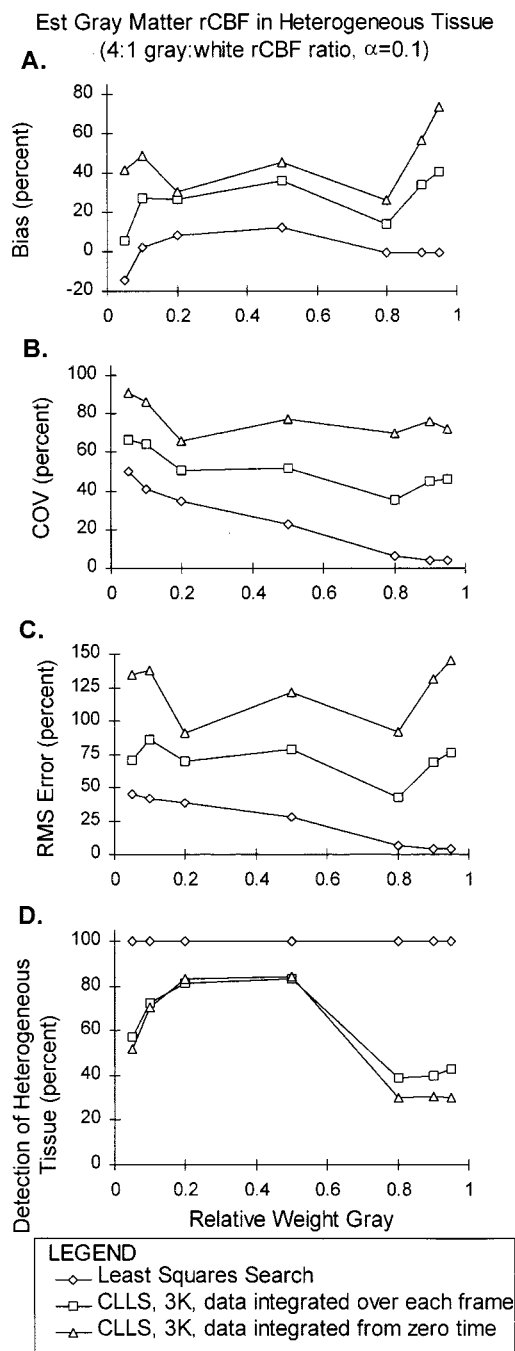 Est Gray Matter rCBF in Heterogeneous Tissue
(4:1 gray:white rCBF ratio, α=0.1)
A.
Bias (percent)
80
60
40
20
0
-20
0 0.2 0.4 0.6 0.8 1
B.
COV (percent)
100
80
60
40
20
0
0 0.2 0.4 0.6 0.8 1
C.
RMS Error (percent)
150
125
100
75
50
25
0
0 0.2 0.4 0.6 0.8 1
D.
Detection of Heterogeneous
Tissue (percent)
100
80
60
40
20
0
0 0.2 0.4 0.6 0.8 1
Relative Weight Gray
LEGEND
Least Squares Search
CLLS, 3K, data integrated over each frame
CLLS, 3K, data integrated from zero time